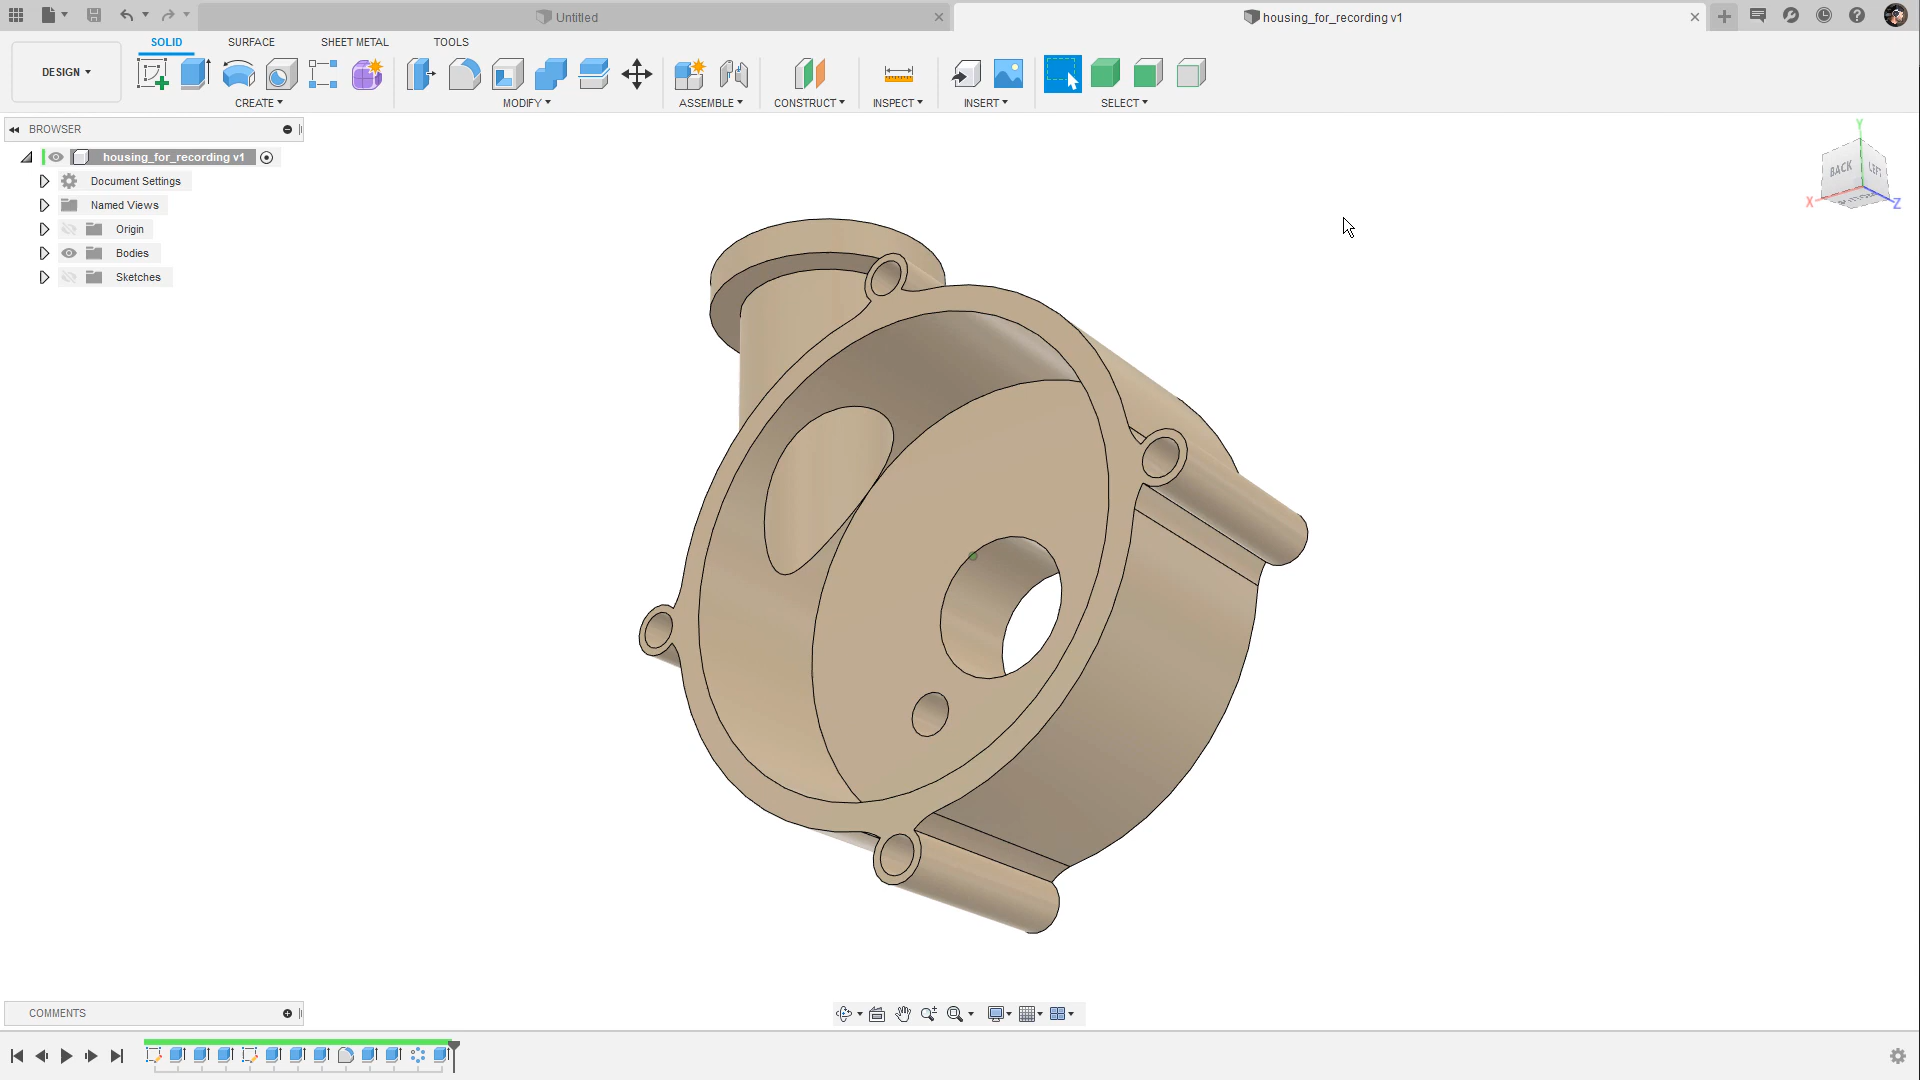 Untitled
housing_for_recording v1
SOLID SURFACE SHEET METAL TOOLS
DESIGN
CREATE MODIFY ASSEMBLE CONSTRUCT INSPECT INSERT SELECT
BROWSER
housing_for_recording v1
Document Settings
Named Views
Origin
Bodies
Sketches
Y
BACK LEFT
X
Z
COMMENTS